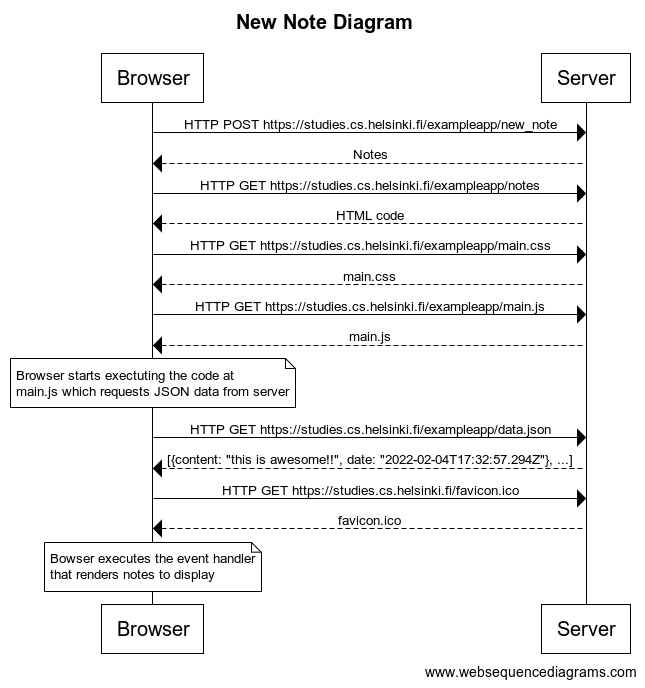 New Note Diagram
Browser
Server
HTTP POST https://studies.cs.helsinki.fi/exampleapp/new_note
Notes
HTTP GET https://studies.cs.helsinki.fi/exampleapp/notes
HTML code
HTTP GET https://studies.cs.helsinki.fi/exampleapp/main.css
main.css
HTTP GET https://studies.cs.helsinki.fi/exampleapp/main.js
main.js
Browser starts exectuting the code at
main.js which requests JSON data from server
HTTP GET https://studies.cs.helsinki.fi/exampleapp/data.json
[{content: "this is awesome!!", date: "2022-02-04T17:32:57.294Z"}, ...]
HTTP GET https://studies.cs.helsinki.fi/favicon.ico
favicon.ico
Bowser executes the event handler
that renders notes to display
Browser
Server
www.websequencediagrams.com